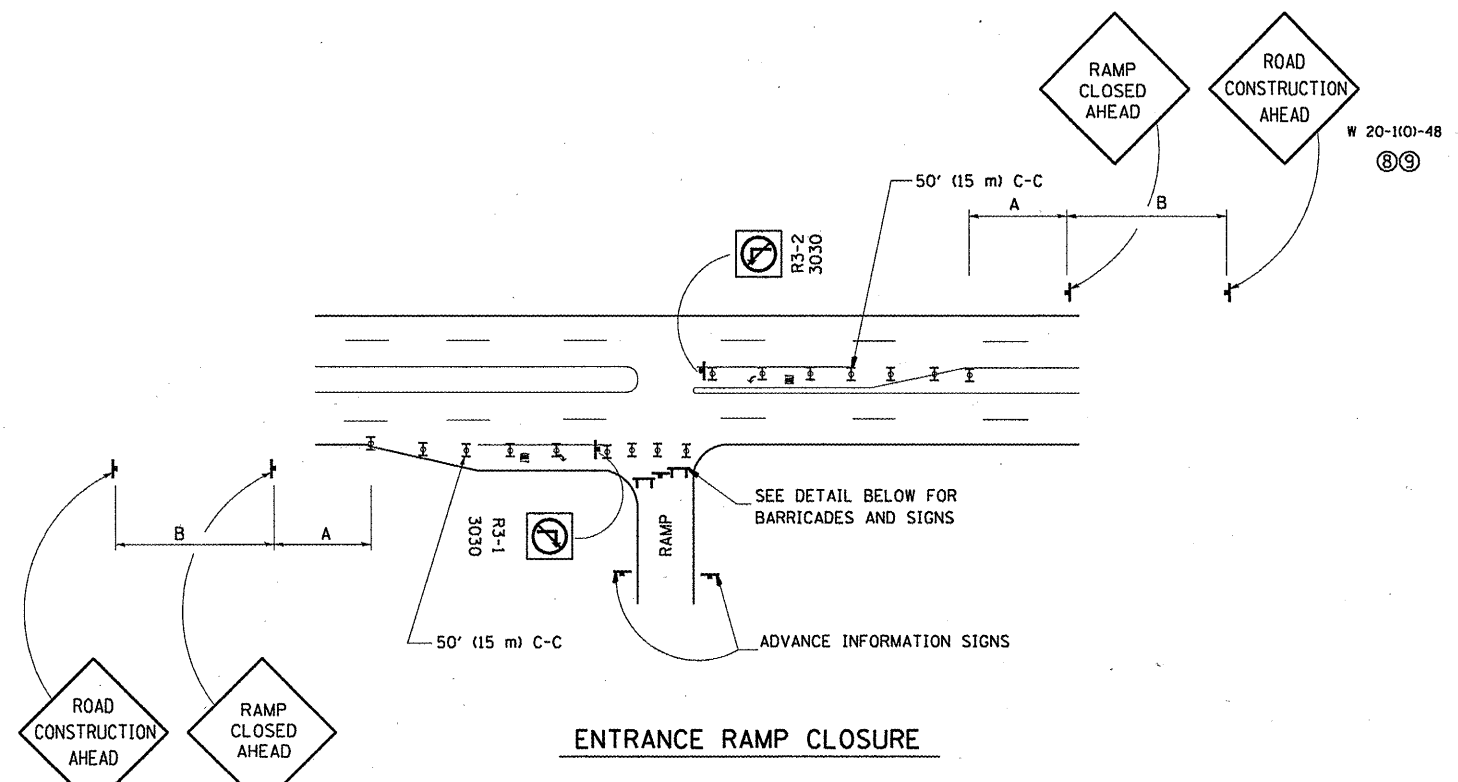 RAMP
CLOSED
AHEAD
ROAD
CONSTRUCTION
AHEAD
W 20-1(O)-48
⑧⑨
50' (15 m) C-C
A
B
R3-2
3030
SEE DETAIL BELOW FOR
BARRICADES AND SIGNS
B
A
R3-1
3030
RAMP
50' (15 m) C-C
ADVANCE INFORMATION SIGNS
ROAD
CONSTRUCTION
AHEAD
RAMP
CLOSED
AHEAD
ENTRANCE RAMP CLOSURE